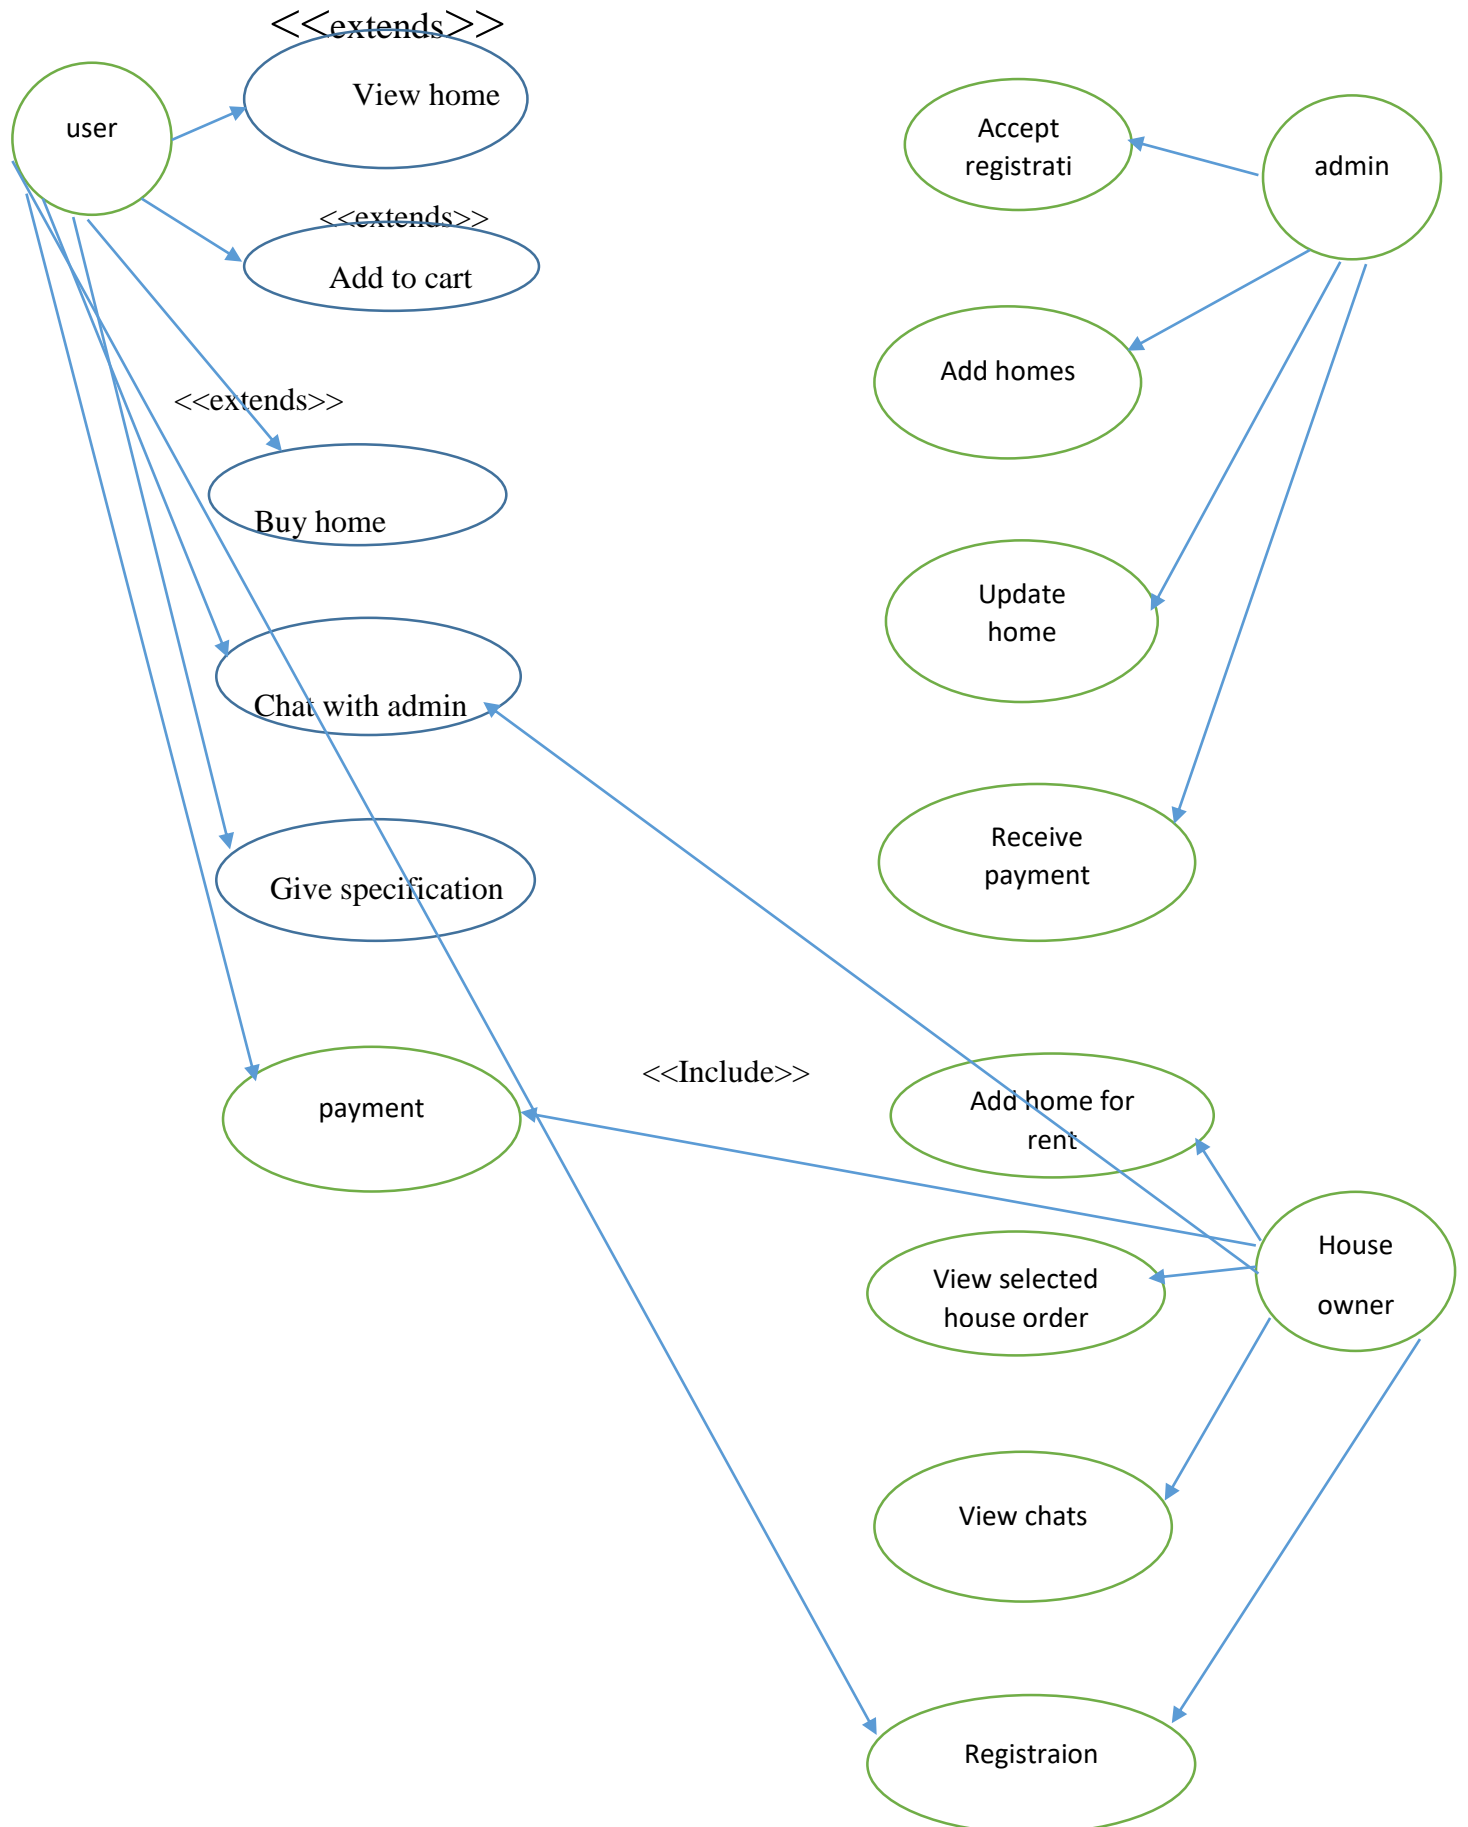 <<extends>>
View home
user
Accept
registrati
admin
<<extends>>
Add to cart
Add homes
<<extends>>
Buy home
Update
home
Chat with admin
Receive
payment
Give specification
<<Include>>
payment
Add home for
rent
House
owner
View selected
house order
View chats
Registraion